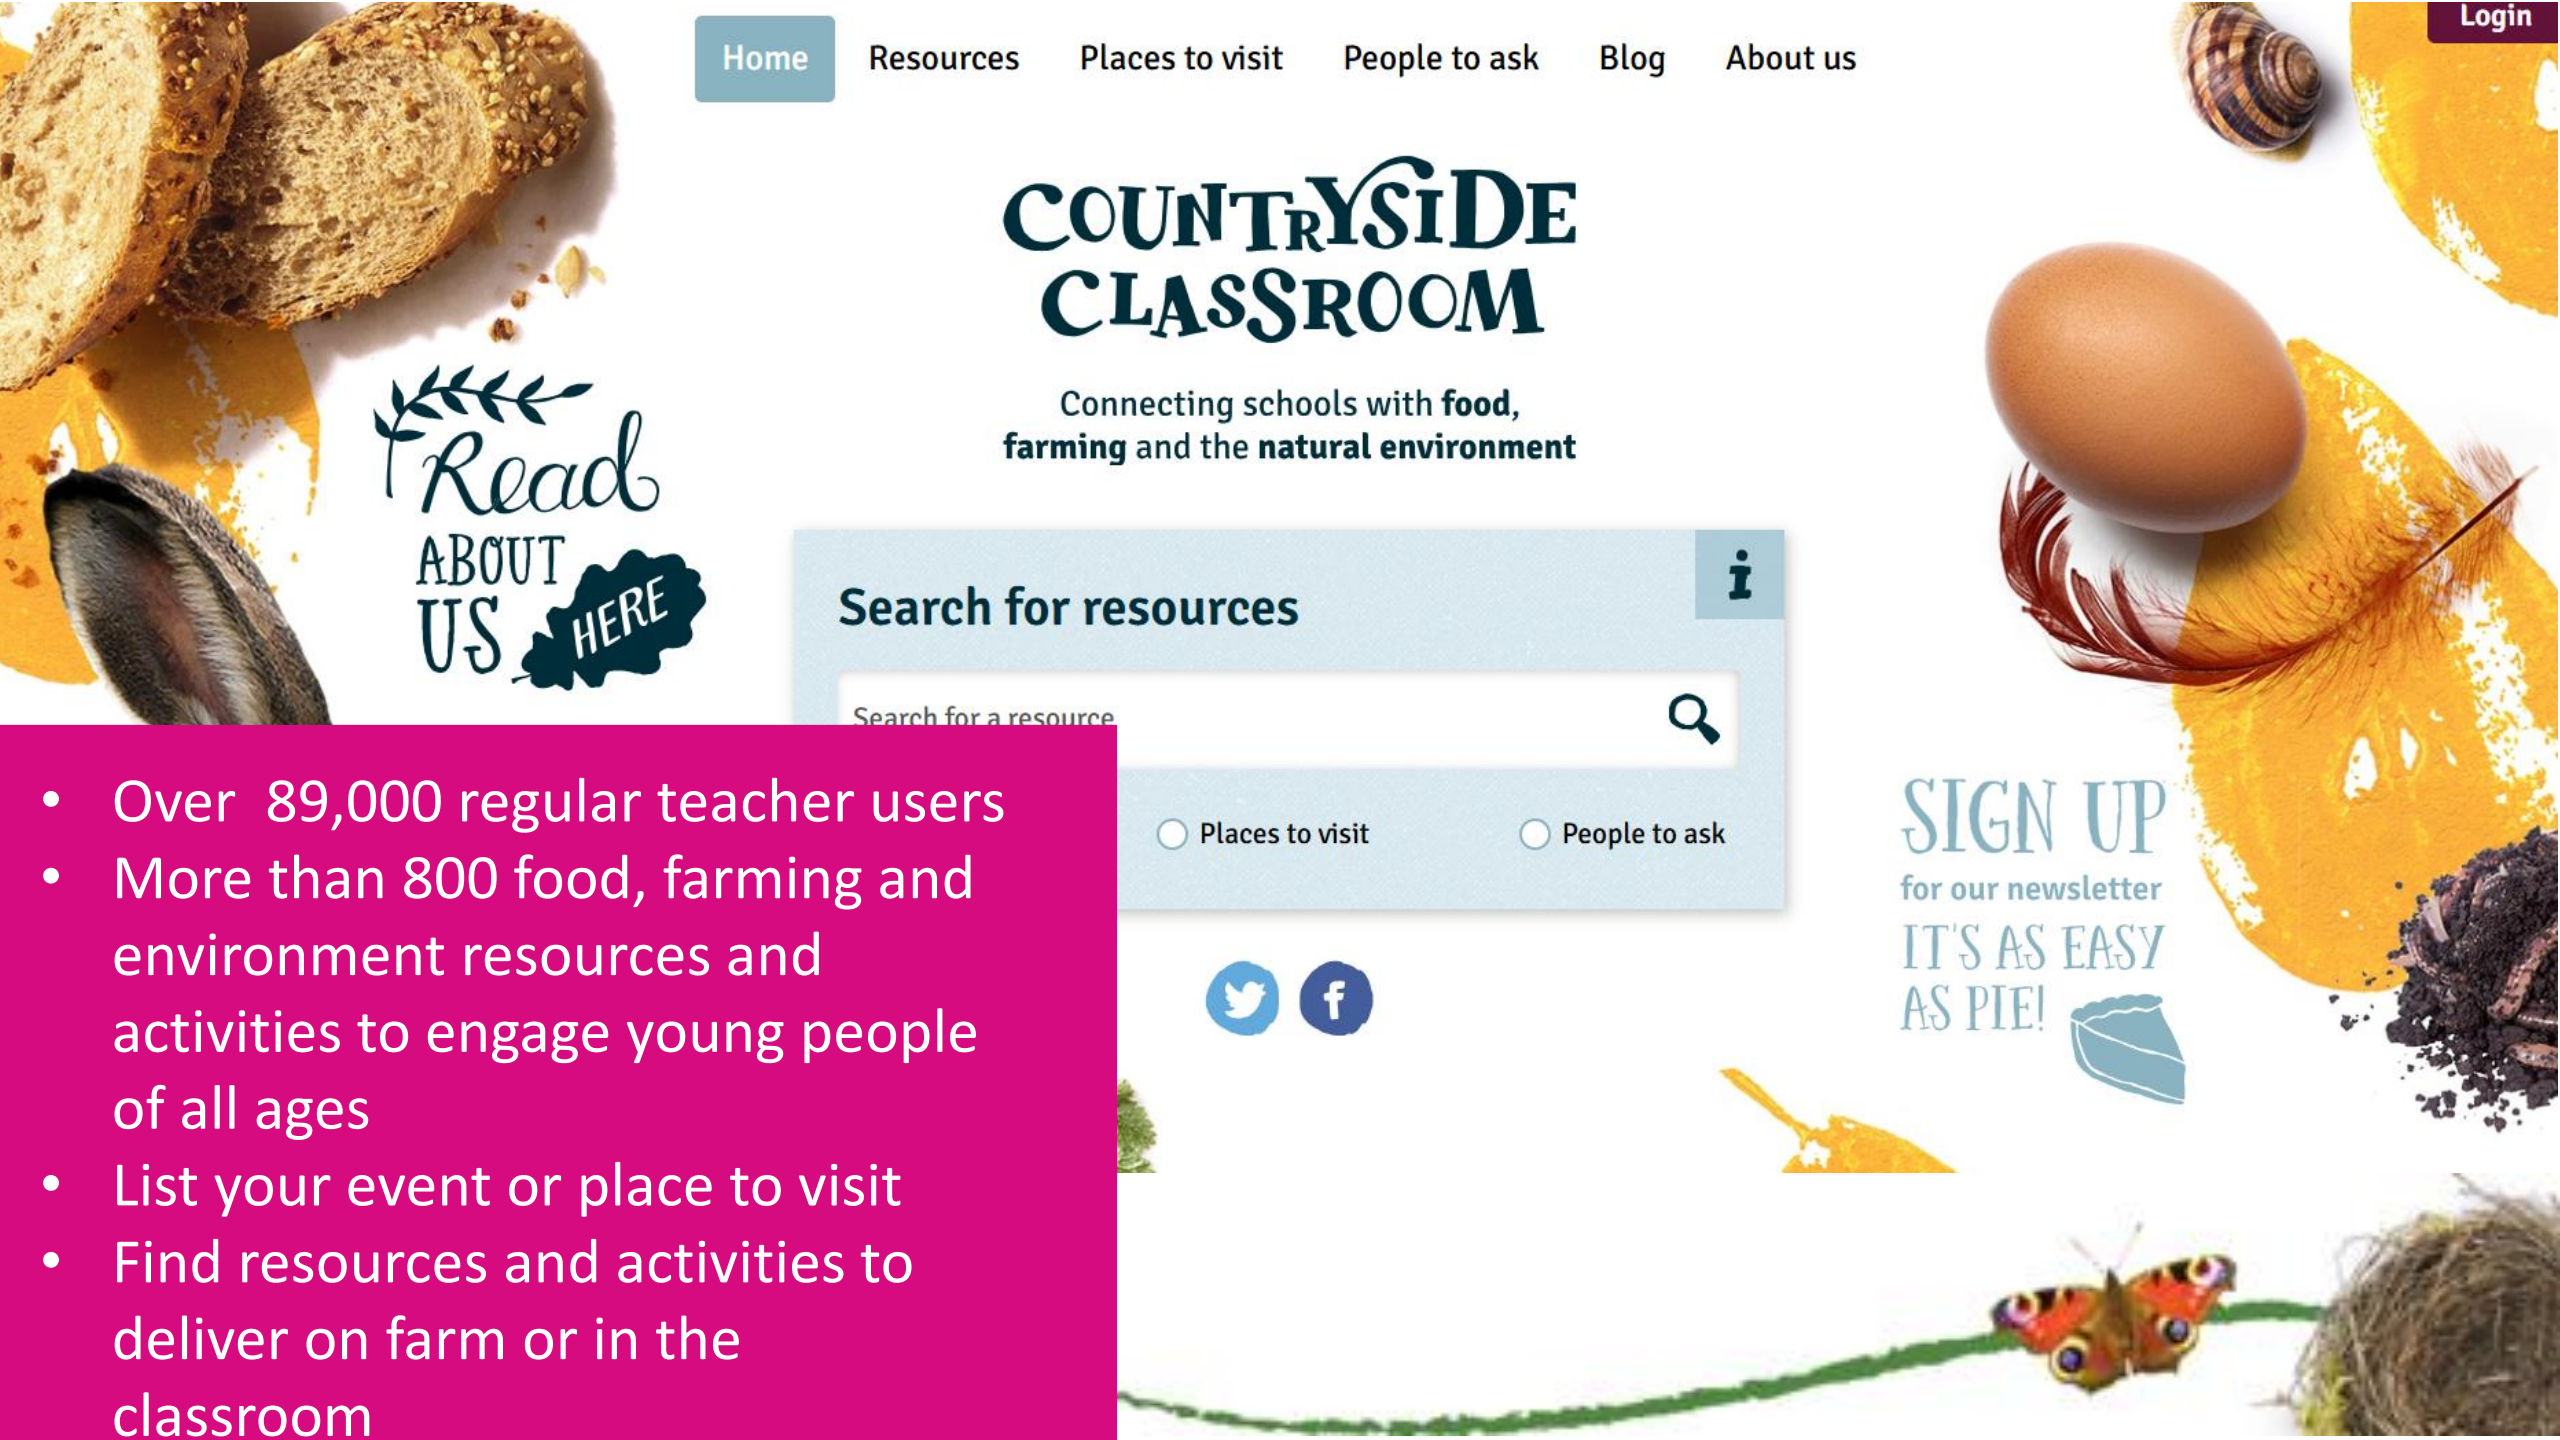 Login
Home Resources Places to visit People to ask Blog About us
COUNTRYSIDE
CLASSROOM
Connecting schools with food,
farming and the natural environment
Read
ABOUT
US
HERE
i
Search for resources
Search for a resource
Places to visit People to ask
SIGN UP
for our newsletter
IT'S AS EASY
AS PIE!
• Over 89,000 regular teacher users
• More than 800 food, farming and
environment resources and
activities to engage young people
of all ages
• List your event or place to visit
• Find resources and activities to
deliver on farm or in the
classroom